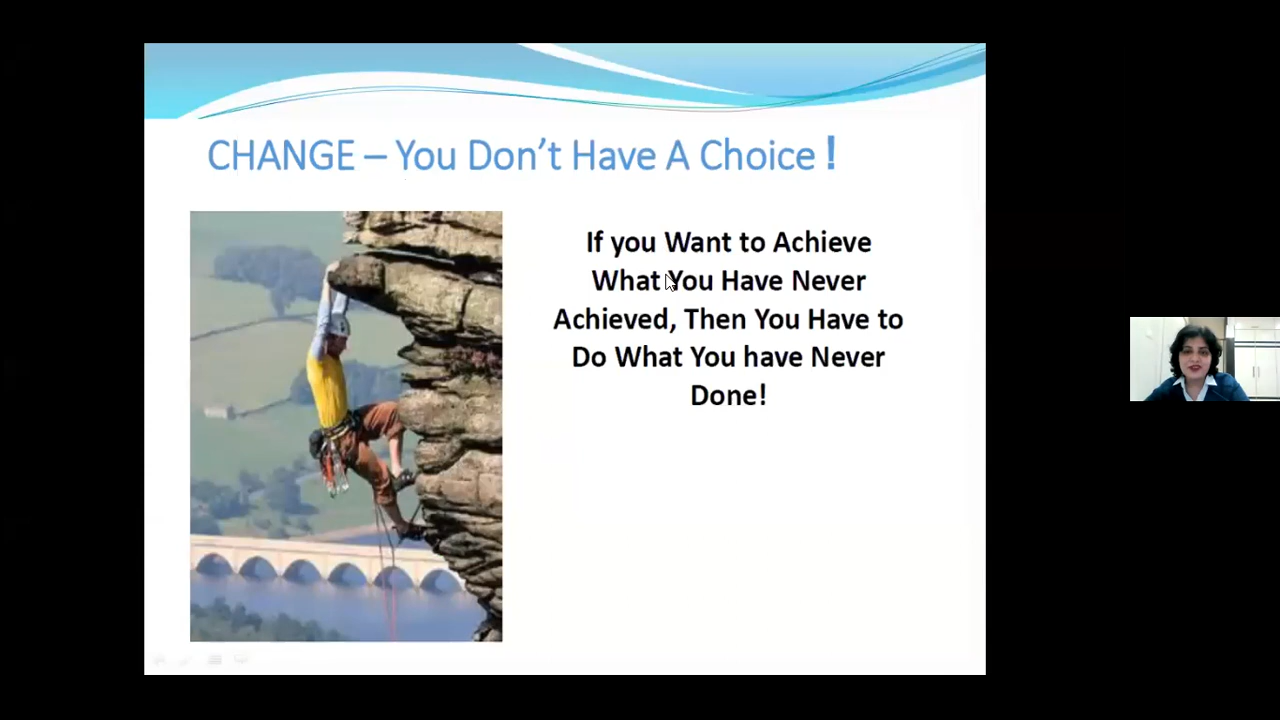 CHANGE – You Don't Have A Choice !
If you Want to Achieve
What You Have Never
Achieved, Then You Have to
Do What You have Never
Done!